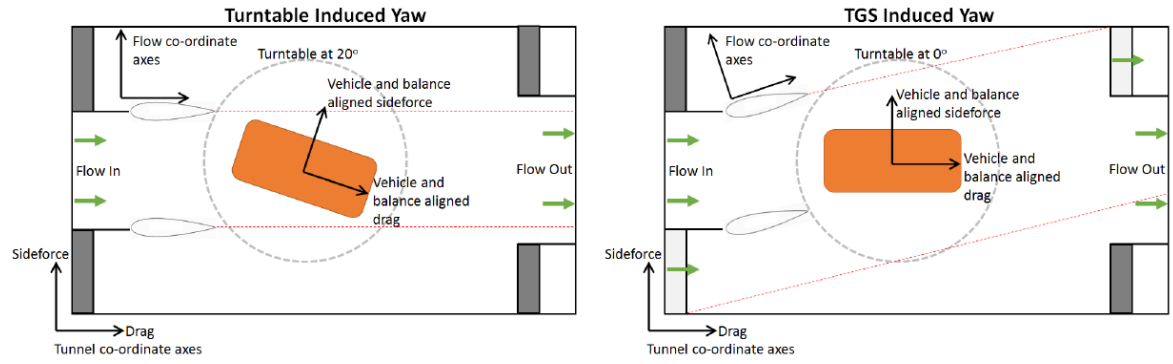 Turntable Induced Yaw
Flow co-ordinate
axes
Turntable at 20°
Vehicle and balance
aligned sideforce
Flow In
Flow Out
Vehicle and
balance aligned
drag
Sideforce
Drag
Tunnel co-ordinate axes
TGS Induced Yaw
Flow co-ordinate
axes
Turntable at 0°
Vehicle and balance
aligned sideforce
Flow In
Vehicle and
balance aligned
drag
Flow Out
Sideforce
Drag
Tunnel co-ordinate axes